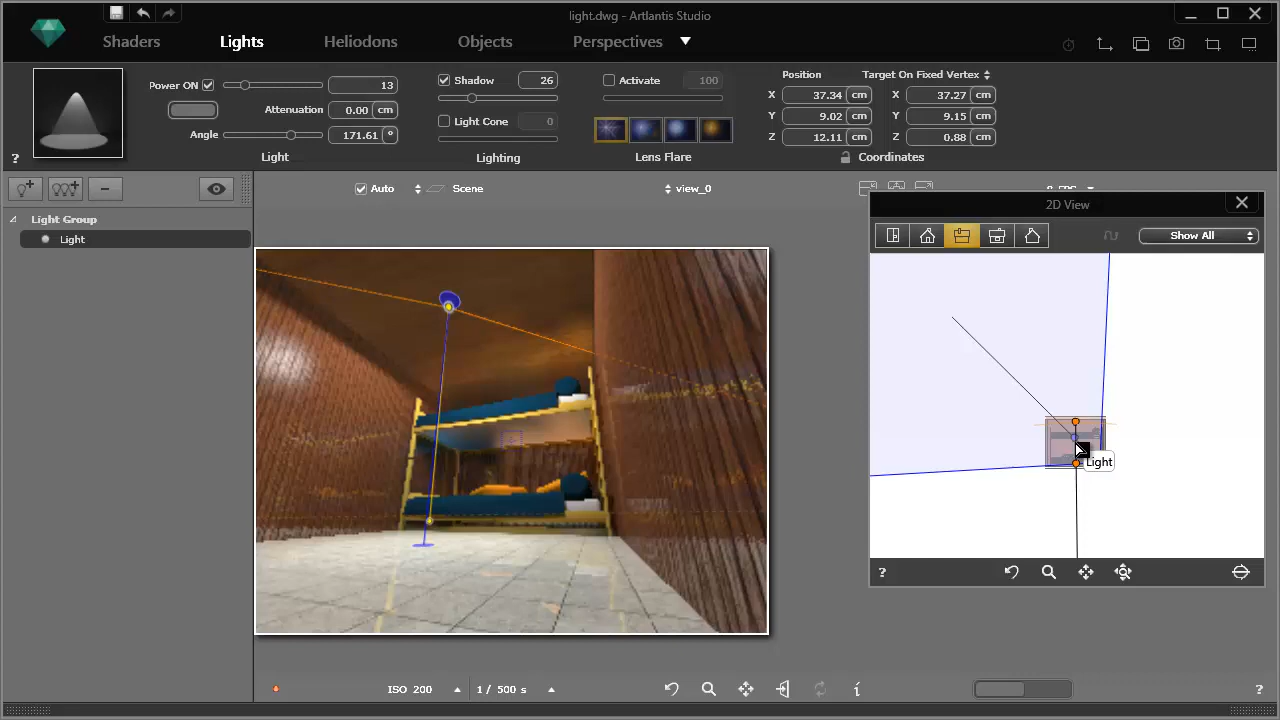 light.dwg - Artlantis Studio
Shaders
Lights
Heliodons
Objects
Perspectives
Power ON
13
Attenuation
0.00
cm
Angle
171.61
°
Light
Shadow
26
Light Cone
0
Lighting
Activate
100
Lens Flare
Position
Target On Fixed Vertex
X
37.34
cm
X
37.27
cm
Y
9.02
cm
Y
9.15
cm
Z
12.11
cm
Z
0.88
cm
Coordinates
?
Auto
Scene
view_0
Light Group
Light
2D View
Show All
Light
?
ISO 200
1 / 500 s
i
?